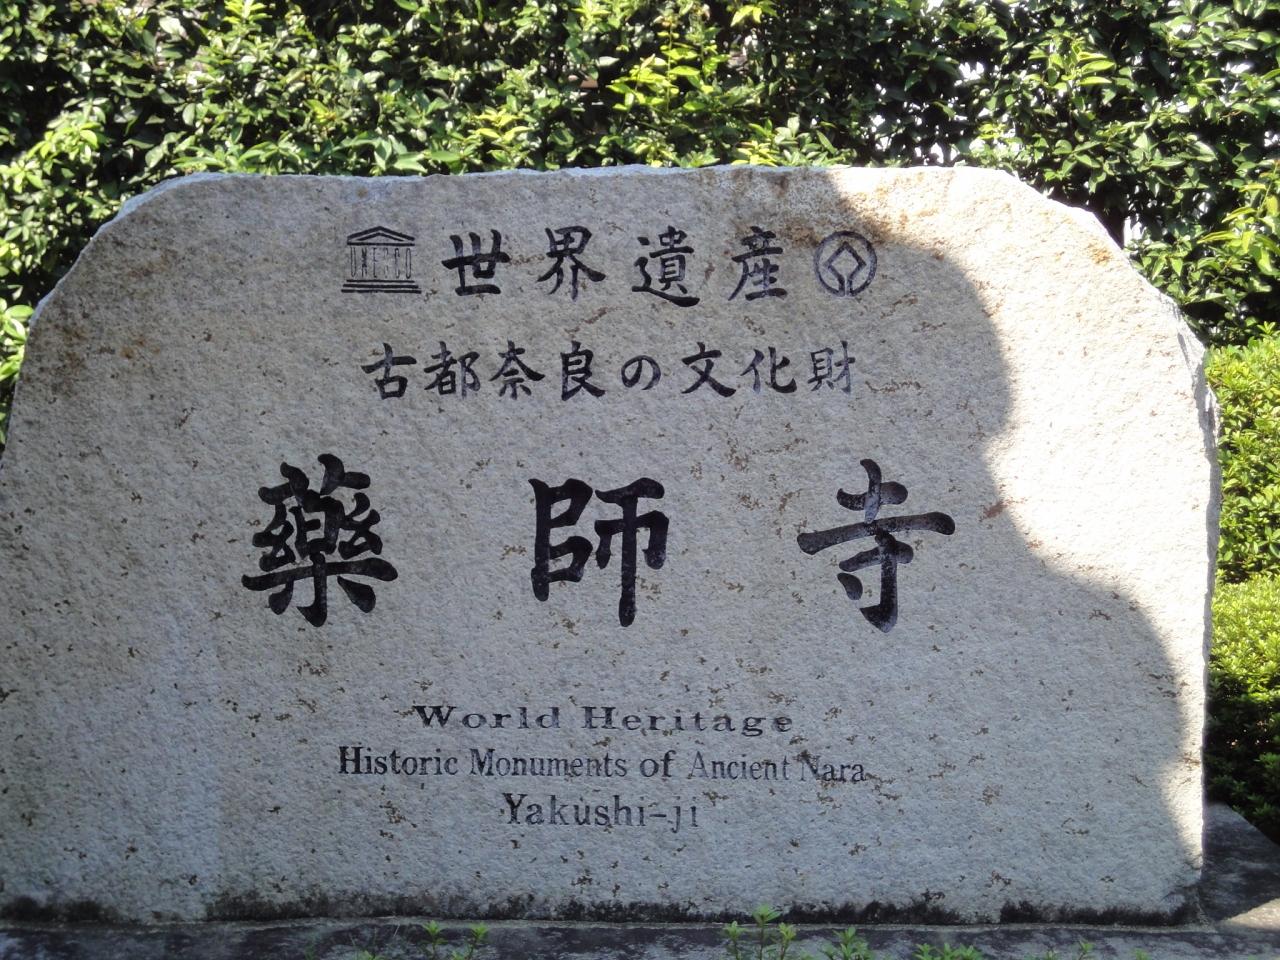 UNESCO 世界遺産
古都奈良の文化財
藥師寺
World Heritage
Historic Monuments of Ancient Nara
Yakushi-ji